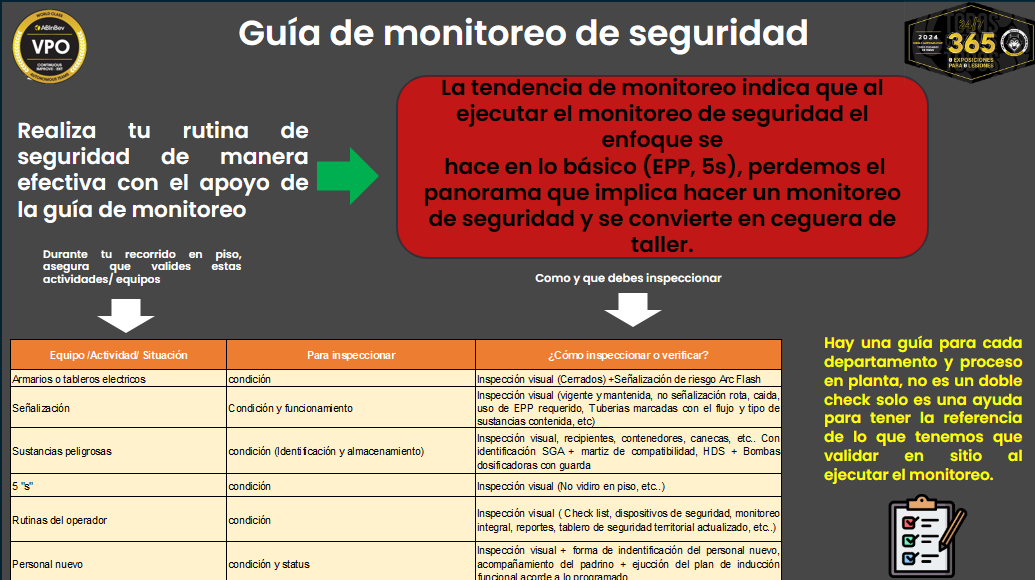 Guía de monitoreo de seguridad
WORLD CLASS
ABInBev
VPO
CONTINUOUS
AUTONOMOUS TEAMS
24/7
2024
365
0 EXPOSICIONES
PARA 0 LESIONES
Realiza tu rutina de
seguridad de manera
efectiva con el apoyo de
la guía de monitoreo
La tendencia de monitoreo indica que al
ejecutar el monitoreo de seguridad el
enfoque se
hace en lo básico (EPP, 5s), perdemos el
panorama que implica hacer un monitoreo
de seguridad y se convierte en ceguera de
taller.
Durante tu recorrido en piso,
asegura que valides estas
actividades/ equipos
Como y que debes inspeccionar
Equipo /Actividad/ Situación
Para inspeccionar
¿Cómo inspeccionar o verificar?
Armarios o tableros electricos
condición
Inspección visual (Cerrados) +Señalización de riesgo Arc Flash
Señalización
Condición y funcionamiento
Inspección visual (vigente y mantenida, no señalización rota, caida,
uso de EPP requerido, Tuberias marcadas con el flujo y tipo de
sustancias contenida, etc)
Sustancias peligrosas
condición (Identificación y almacenamiento)
Inspección visual, recipientes, contenedores, canecas, etc.. Con
identificación SGA + martiz de compatibilidad, HDS + Bombas
dosificadoras con guarda
5 "s"
condición
Inspección visual (No vidiro en piso, etc..)
Rutinas del operador
condición
Inspección visual ( Check list, dispositivos de seguridad, monitoreo
integral, reportes, tablero de seguridad territorial actualizado, etc..)
Personal nuevo
condición y status
Inspección visual + forma de indentificación del personal nuevo,
acompañamiento del padrino + ejucción del plan de inducción
funcional acorde a lo programado
Hay una guía para cada
departamento y proceso
en planta, no es un doble
check solo es una ayuda
para tener la referencia
de lo que tenemos que
validar en sitio al
ejecutar el monitoreo.